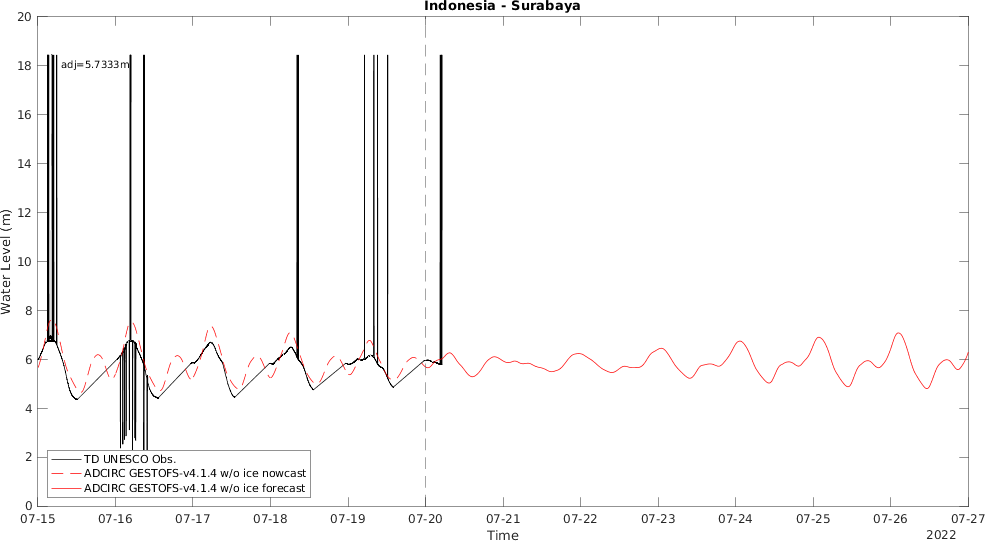 Indonesia - Surabaya
20
18
16
14
12
10
8
6
4
2
0
Water Level (m)
adj=5.7333m
TD UNESCO Obs.
ADCIRC GESTOFS-v4.1.4 w/o ice nowcast
ADCIRC GESTOFS-v4.1.4 w/o ice forecast
07-15 07-16 07-17 07-18 07-19 07-20 07-21 07-22 07-23 07-24 07-25 07-26 07-27
Time
2022